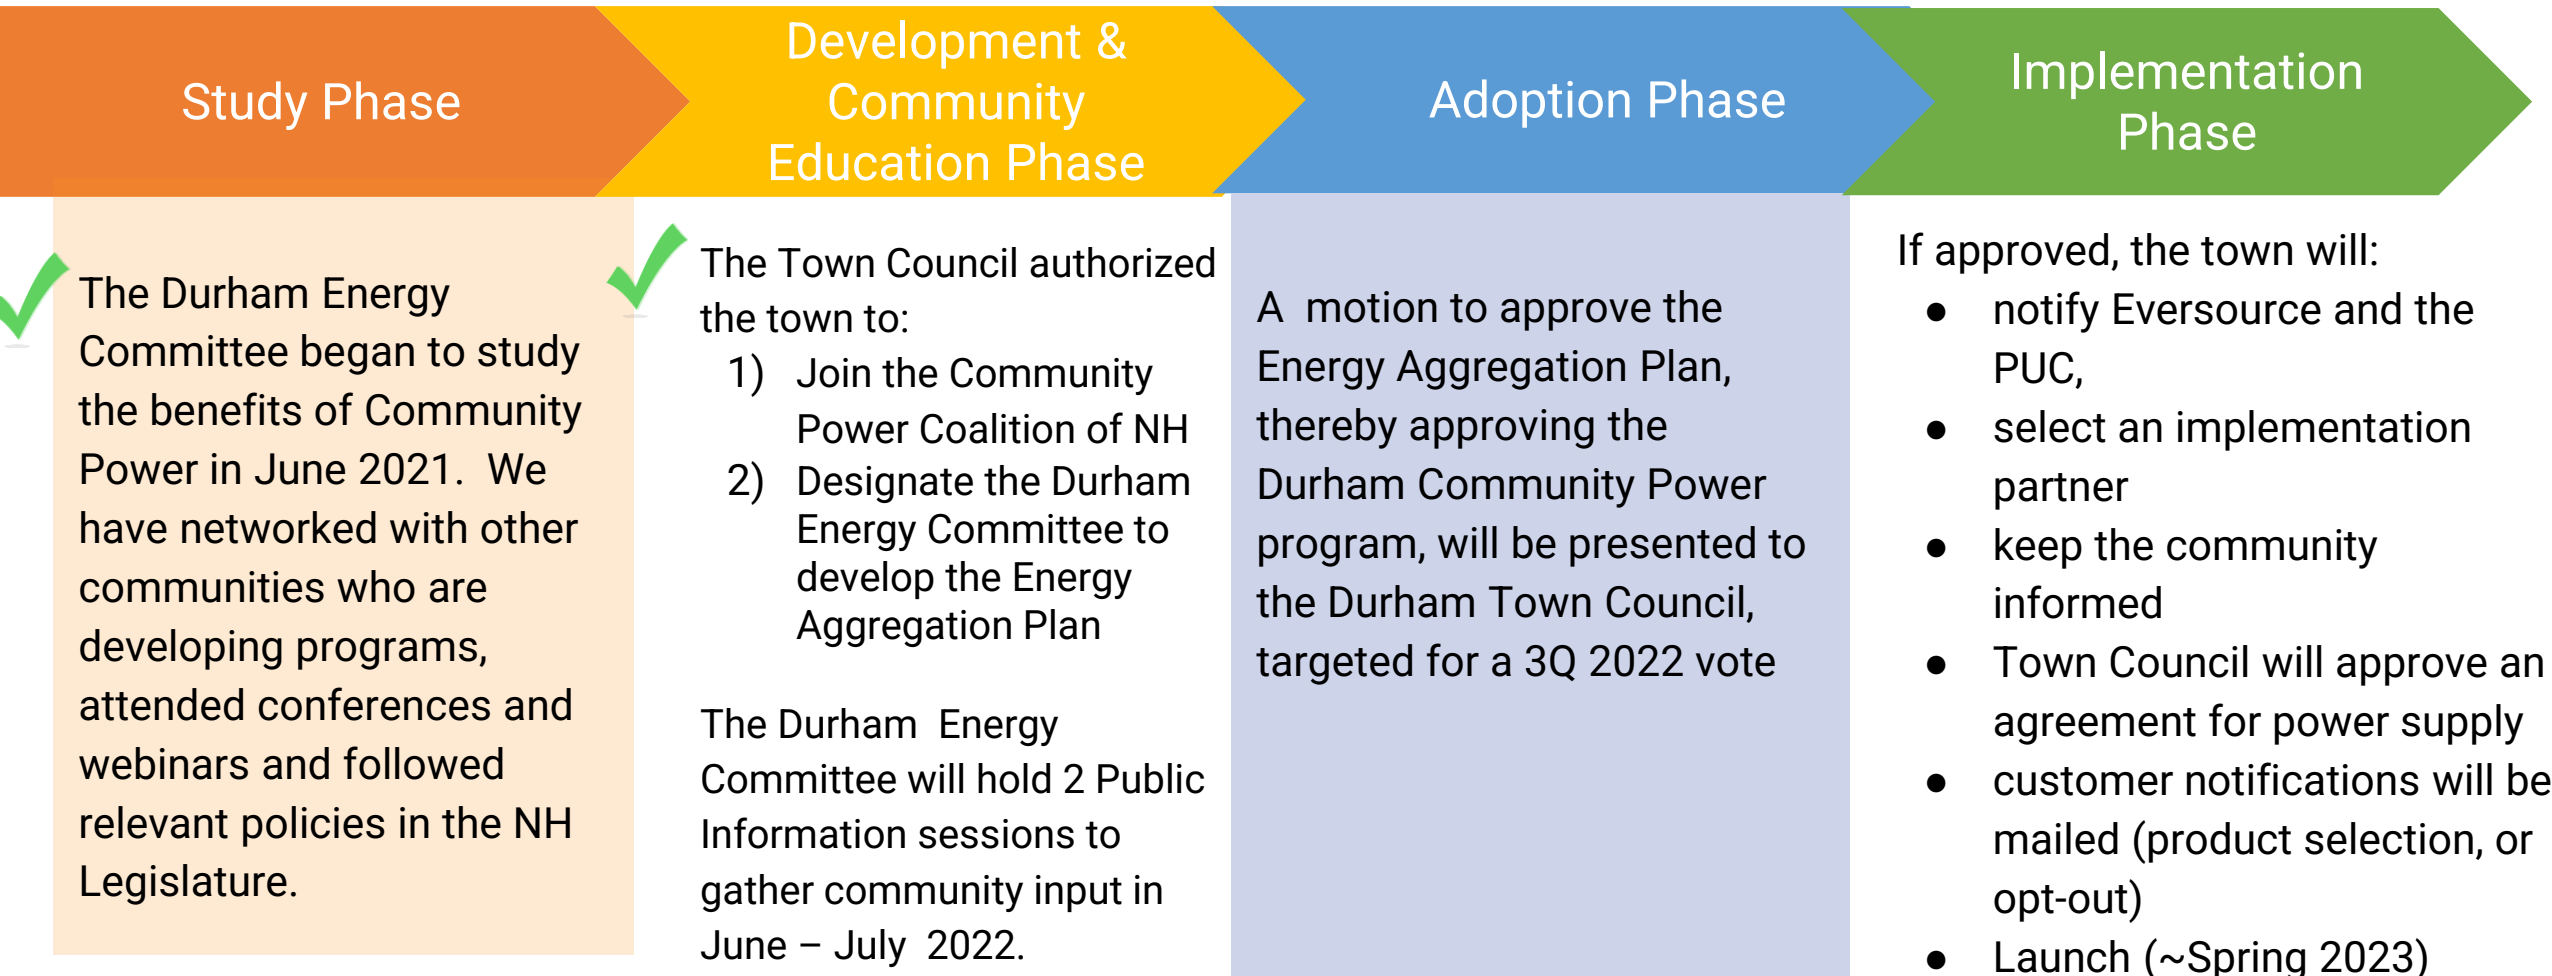 Study Phase
Development &
Community
Education Phase
Adoption Phase
Implementation
Phase
The Durham Energy
Committee began to study
the benefits of Community
Power in June 2021. We
have networked with other
communities who are
developing programs,
attended conferences and
webinars and followed
relevant policies in the NH
Legislature.
The Town Council authorized
the town to:
1) Join the Community
Power Coalition of NH
2) Designate the Durham
Energy Committee to
develop the Energy
Aggregation Plan
The Durham Energy
Committee will hold 2 Public
Information sessions to
gather community input in
June – July 2022.
A motion to approve the
Energy Aggregation Plan,
thereby approving the
Durham Community Power
program, will be presented to
the Durham Town Council,
targeted for a 3Q 2022 vote
If approved, the town will:
● notify Eversource and the
PUC,
● select an implementation
partner
● keep the community
informed
● Town Council will approve an
agreement for power supply
● customer notifications will be
mailed (product selection, or
opt-out)
● Launch (~Spring 2023)